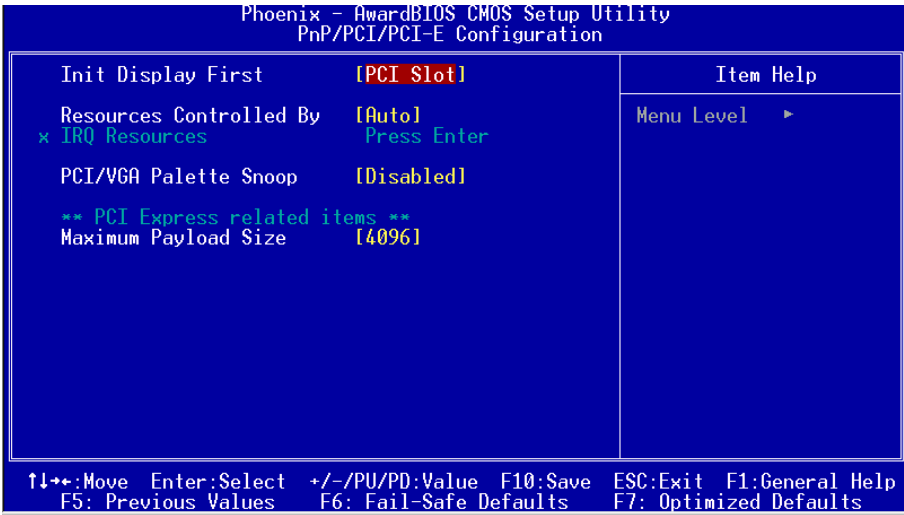 Phoenix - AwardBIOS CMOS Setup Utility
PnP/PCI/PCI-E Configuration
Init Display First [PCI Slot]
Item Help
Resources Controlled By [Auto]
Menu Level ►
x IRQ Resources Press Enter
PCI/VGA Palette Snoop [Disabled]
** PCI Express related items **
Maximum Payload Size [4096]
↑↓→←:Move Enter:Select +/-/PU/PD:Value F10:Save ESC:Exit F1:General Help
F5: Previous Values F6: Fail-Safe Defaults F7: Optimized Defaults